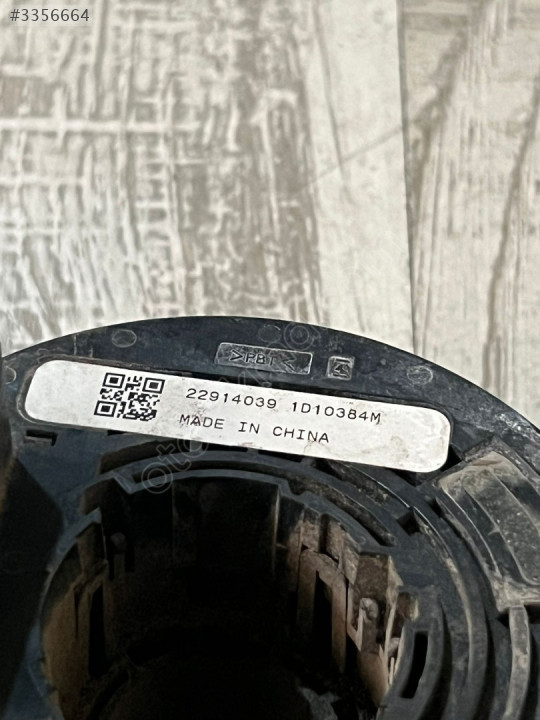 #3356664
>PBT<
22914039 1D10384M
MADE IN CHINA